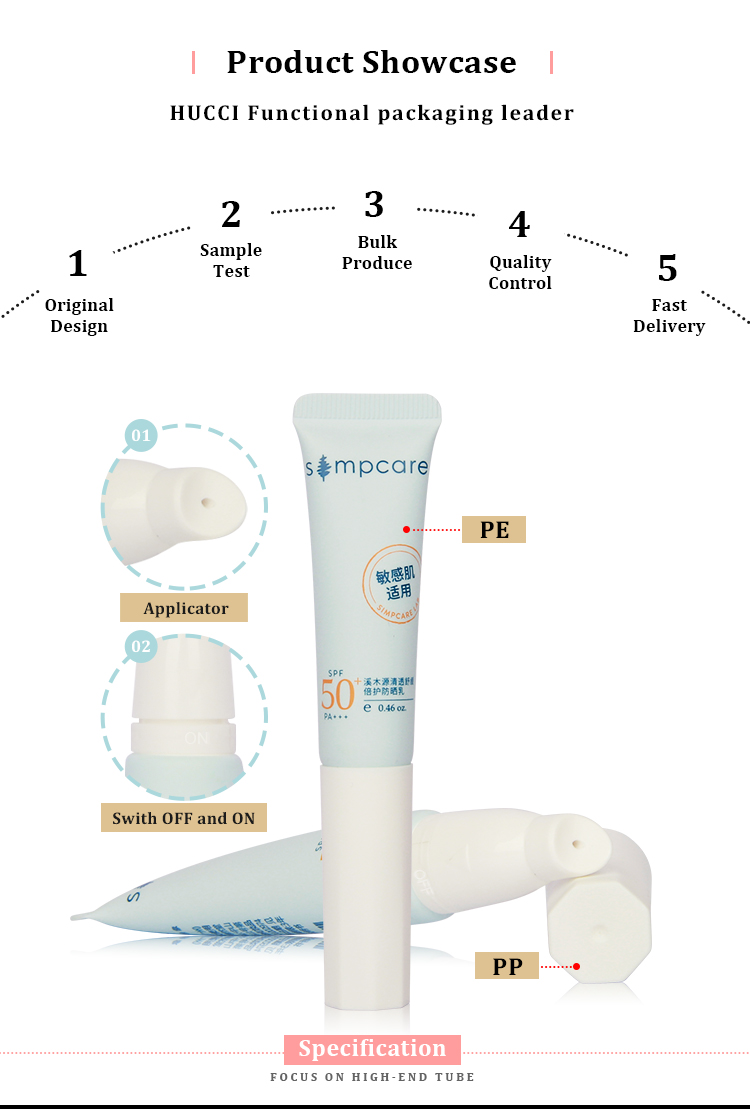 Product Showcase
HUCCI Functional packaging leader
1
Original
Design
2
Sample
Test
3
Bulk
Produce
4
Quality
Control
5
Fast
Delivery
01
Applicator
02
ON
Swith OFF and ON
simpcare
PE
敏感肌
适用
SIMPCARE
SPF
50+
PA+++
溪木源清透舒缓
倍护防晒乳
e 0.46 oz.
OFF
PP
Specification
FOCUS ON HIGH-END TUBE